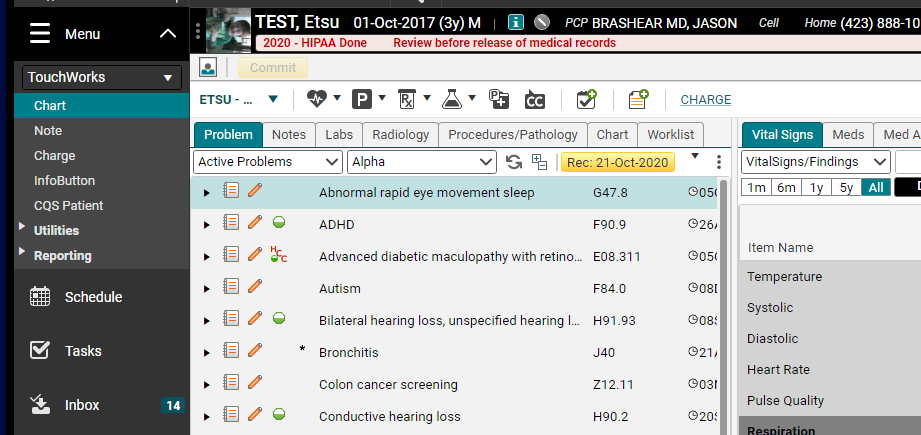 Menu
TEST, Etsu 01-Oct-2017 (3y) M PCP BRASHEAR MD, JASON Cell Home (423) 888-10
2020 - HIPAA Done Review before release of medical records
TouchWorks
Chart
Note
Charge
InfoButton
CQS Patient
Utilities
Reporting
Schedule
Tasks
Inbox 14
Commit
ETSU - ... CHARGE
Problem Notes Labs Radiology Procedures/Pathology Chart Worklist
Active Problems Alpha Rec: 21-Oct-2020
Abnormal rapid eye movement sleep G47.8 05
ADHD F90.9 26
HCC Advanced diabetic maculopathy with retino... E08.311 05
Autism F84.0 08
Bilateral hearing loss, unspecified hearing l... H91.93 08
* Bronchitis J40 21
Colon cancer screening Z12.11 03
Conductive hearing loss H90.2 20
Vital Signs Meds Med A
VitalSigns/Findings
1m 6m 1y 5y All
Item Name
Temperature
Systolic
Diastolic
Heart Rate
Pulse Quality
Respiration